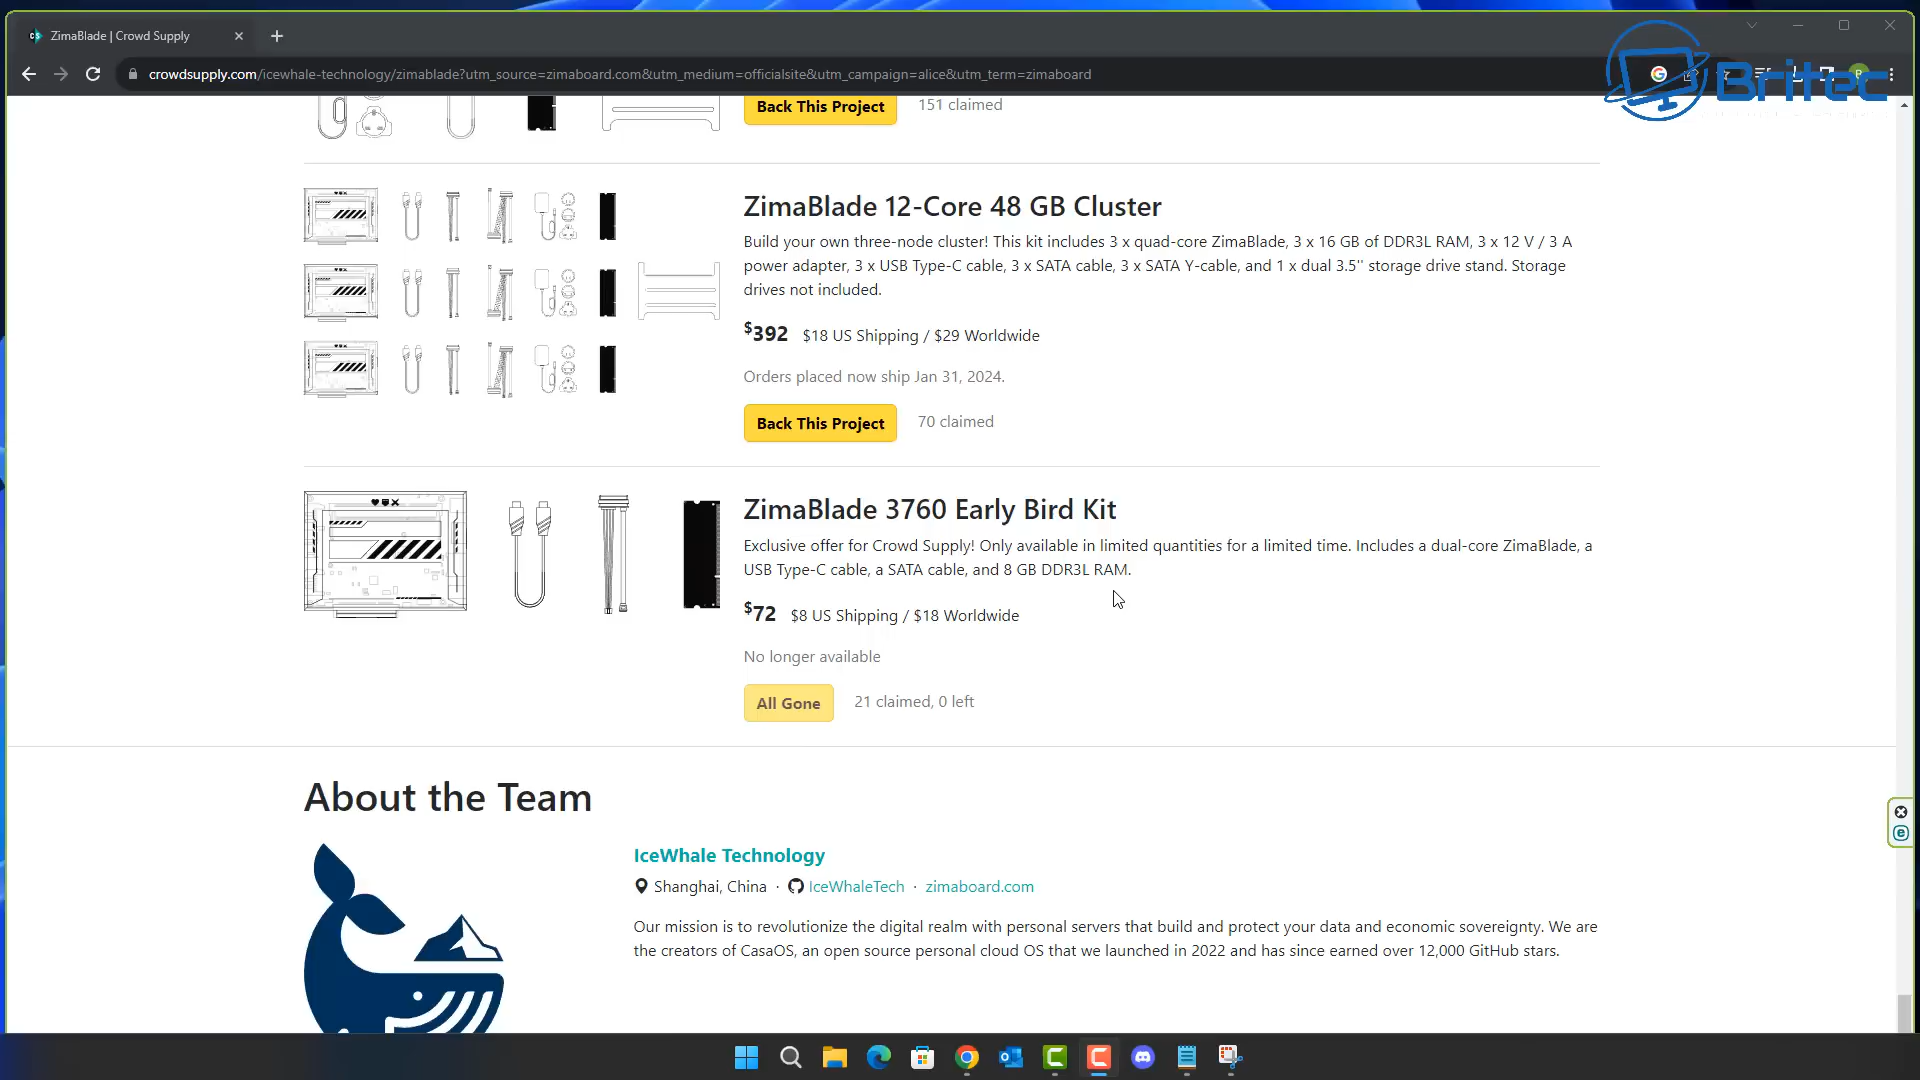 ZimaBlade | Crowd Supply
crowdsupply.com/icewhale-technology/zimablade?utm_source=zimaboard.com&utm_medium=officialsite&utm_campaign=alice&utm_term=zimaboard
Britec
Back This Project 151 claimed
ZimaBlade 12-Core 48 GB Cluster
Build your own three-node cluster! This kit includes 3 x quad-core ZimaBlade, 3 x 16 GB of DDR3L RAM, 3 x 12 V / 3 A
power adapter, 3 x USB Type-C cable, 3 x SATA cable, 3 x SATA Y-cable, and 1 x dual 3.5" storage drive stand. Storage
drives not included.
$392 $18 US Shipping / $29 Worldwide
Orders placed now ship Jan 31, 2024.
Back This Project 70 claimed
ZimaBlade 3760 Early Bird Kit
Exclusive offer for Crowd Supply! Only available in limited quantities for a limited time. Includes a dual-core ZimaBlade, a
USB Type-C cable, a SATA cable, and 8 GB DDR3L RAM.
$72 $8 US Shipping / $18 Worldwide
No longer available
All Gone 21 claimed, 0 left
About the Team
IceWhale Technology
Shanghai, China · IceWhaleTech · zimaboard.com
Our mission is to revolutionize the digital realm with personal servers that build and protect your data and economic sovereignty. We are
the creators of CasaOS, an open source personal cloud OS that we launched in 2022 and has since earned over 12,000 GitHub stars.